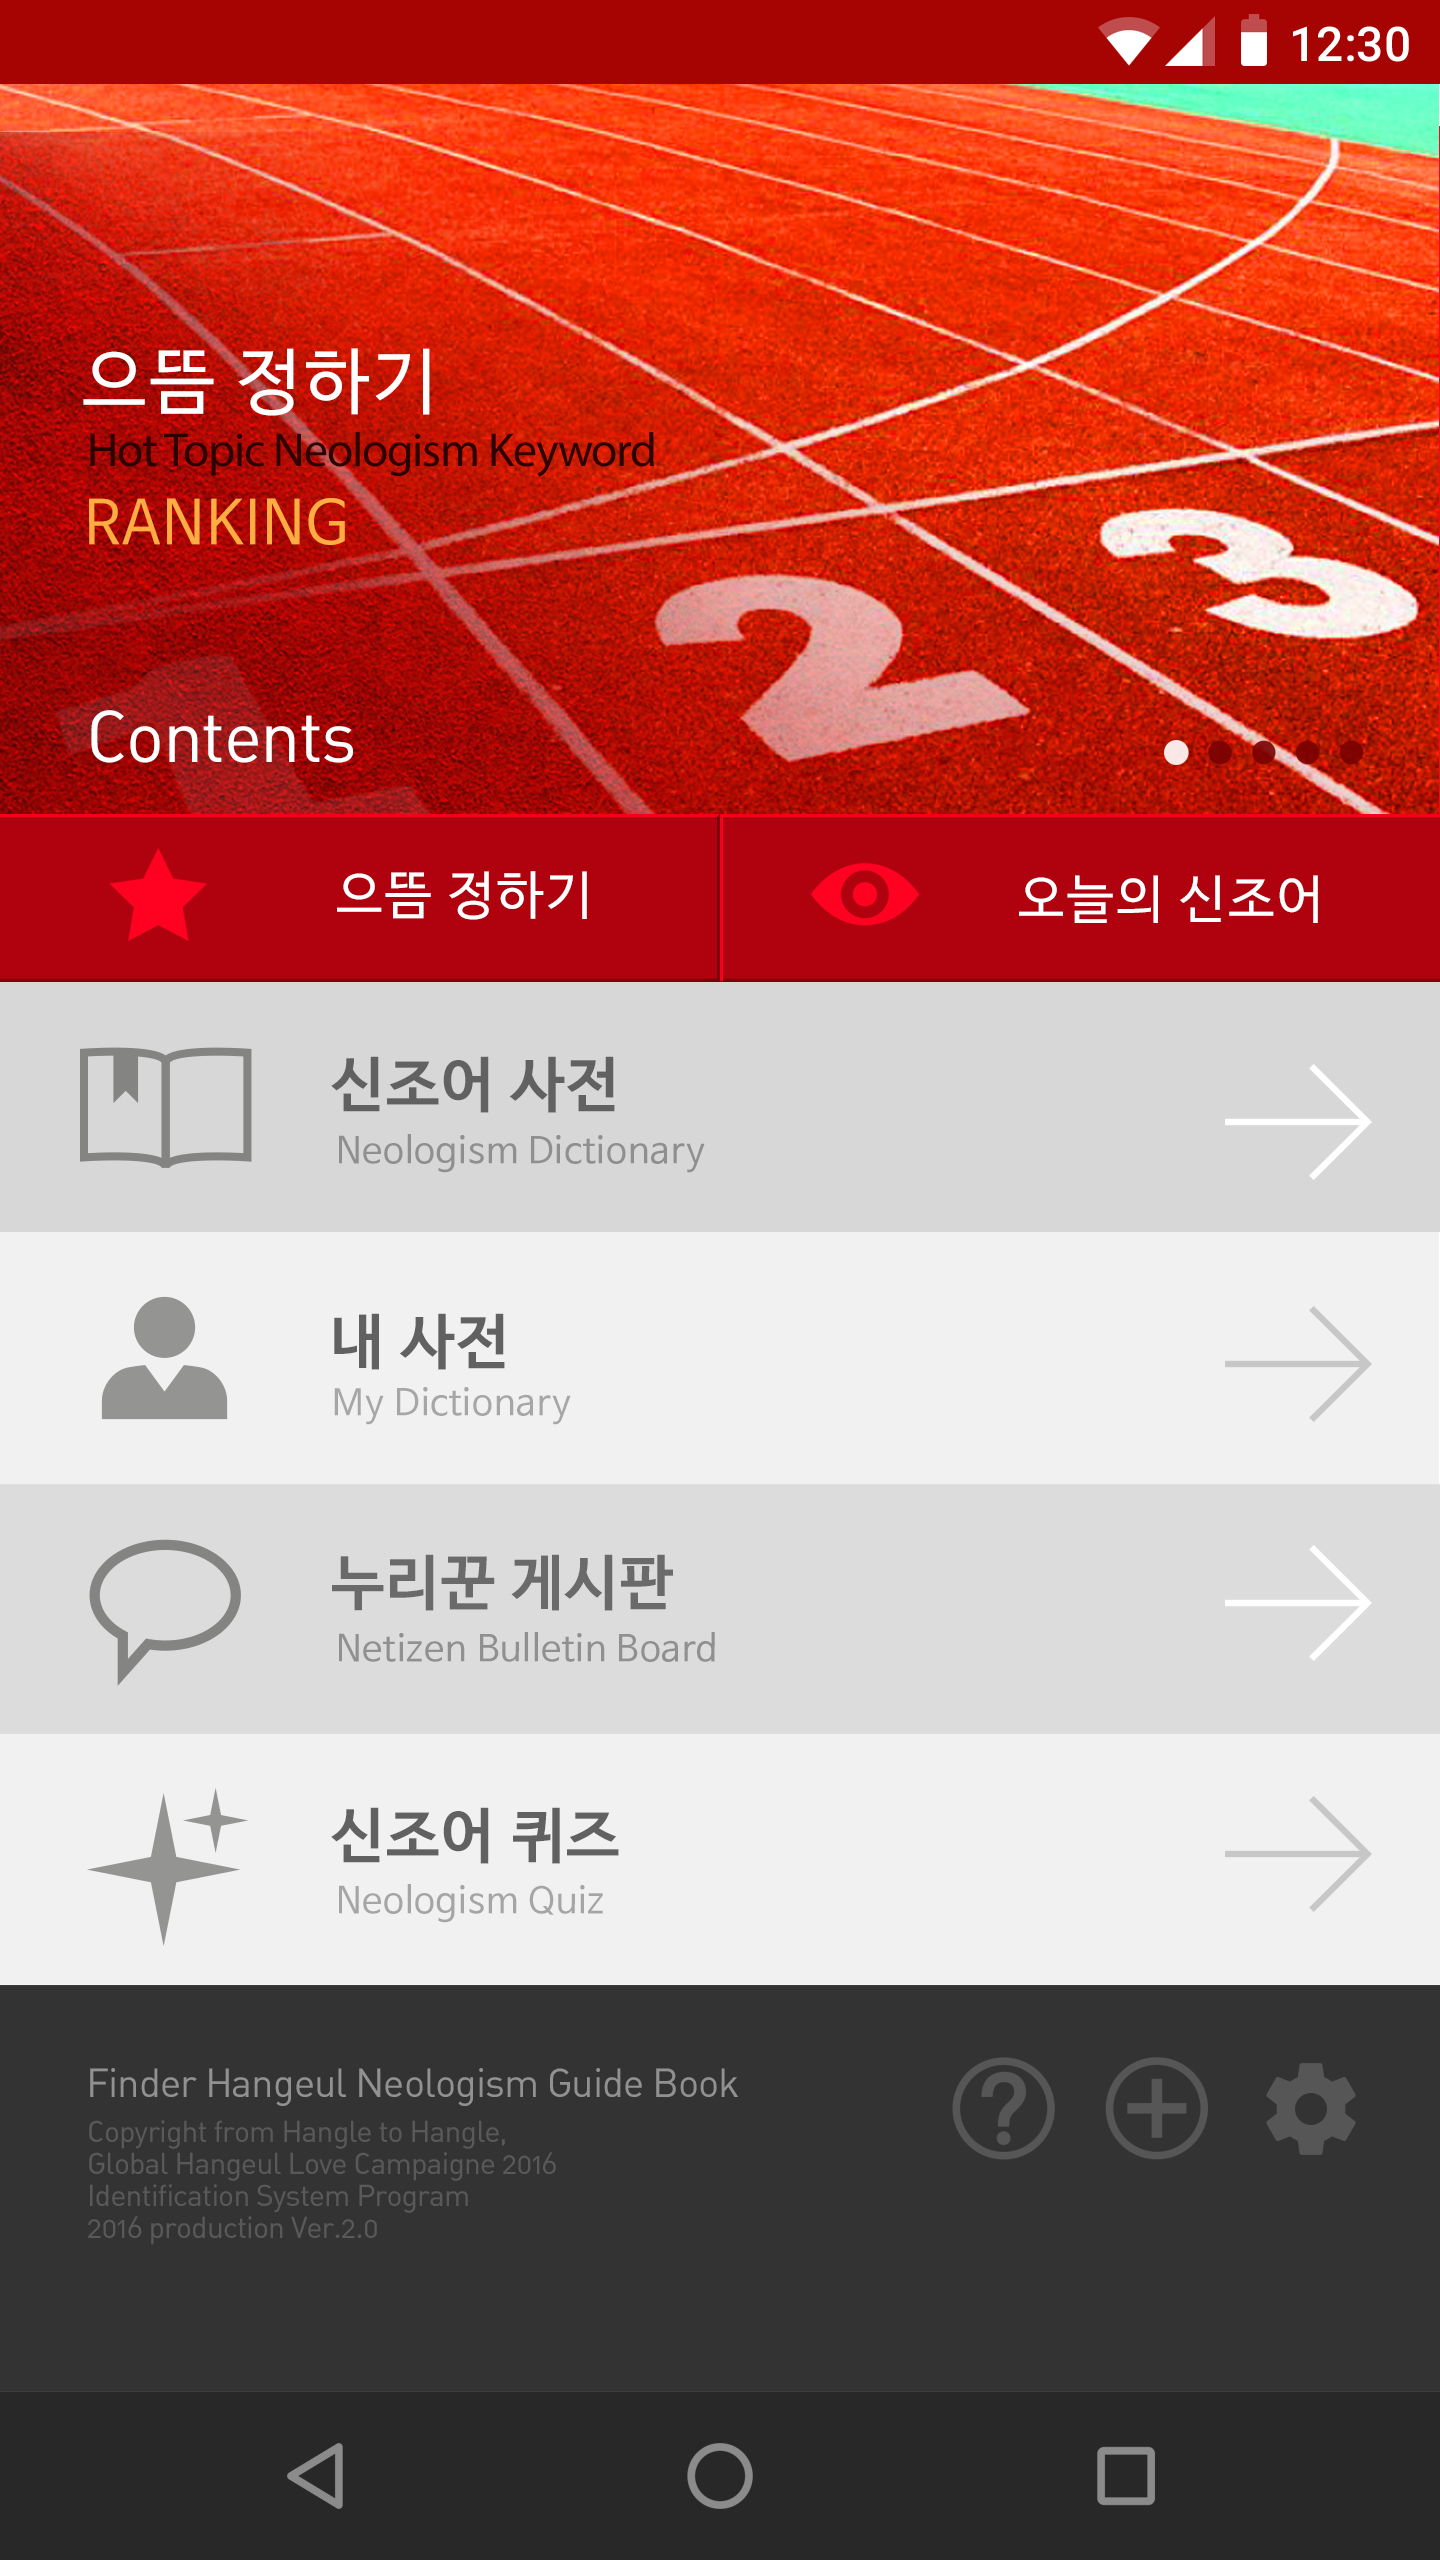 12:30
으뜸 정하기
Hot Topic Neologism Keyword
RANKING
1
2
3
Contents
으뜸 정하기
오늘의 신조어
신조어 사전
Neologism Dictionary
내 사전
My Dictionary
누리꾼 게시판
Netizen Bulletin Board
신조어 퀴즈
Neologism Quiz
Finder Hangeul Neologism Guide Book
Copyright from Hangle to Hangle,
Global Hangeul Love Campaigne 2016
Identification System Program
2016 production Ver.2.0